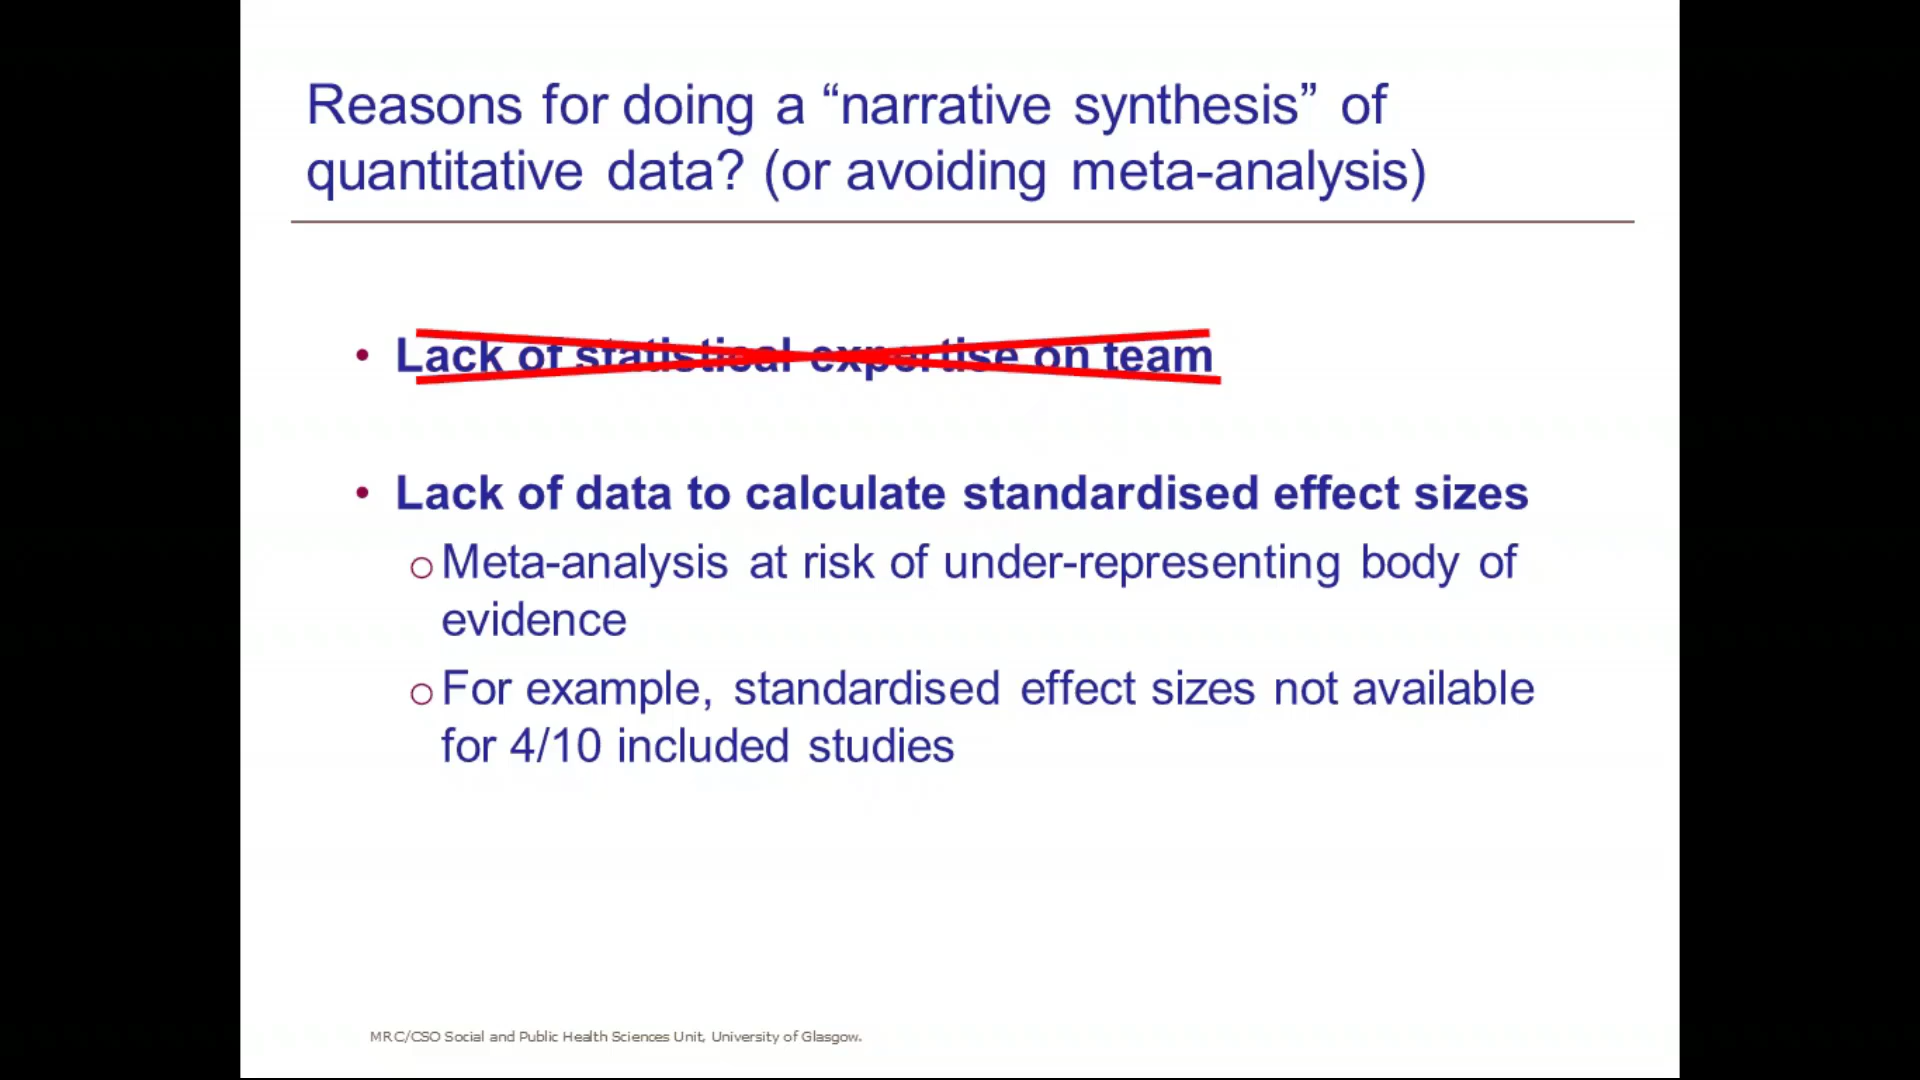 Reasons for doing a “narrative synthesis” of
quantitative data? (or avoiding meta-analysis)
• Lack of statistical expertise on team
• Lack of data to calculate standardised effect sizes
o Meta-analysis at risk of under-representing body of
evidence
o For example, standardised effect sizes not available
for 4/10 included studies
MRC/CSO Social and Public Health Sciences Unit, University of Glasgow.